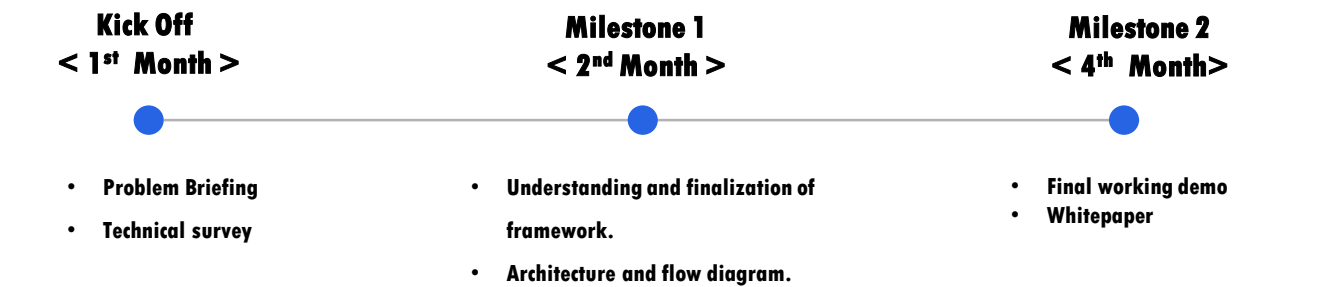 Kick Off
< 1st Month >
Milestone 1
< 2nd Month >
Milestone 2
< 4th Month>
• Problem Briefing
• Technical survey
• Understanding and finalization of
framework.
• Architecture and flow diagram.
• Final working demo
• Whitepaper